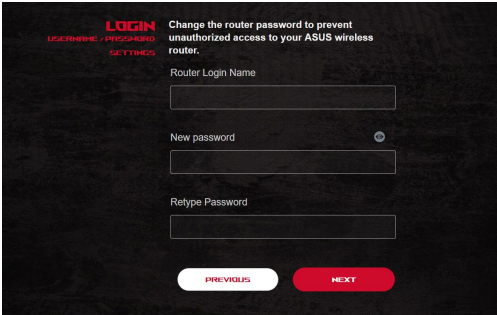 LOGIN
USERNAME / PASSWORD
SETTINGS
Change the router password to prevent
unauthorized access to your ASUS wireless
router.
Router Login Name
New password
Retype Password
PREVIOUS
NEXT